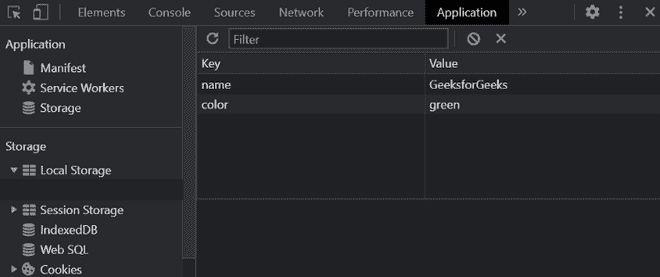 Elements Console Sources Network Performance Application »
Application
Manifest
Service Workers
Storage
Storage
Local Storage
Session Storage
IndexedDB
Web SQL
Cookies
Filter
Key Value
name GeeksforGeeks
color green